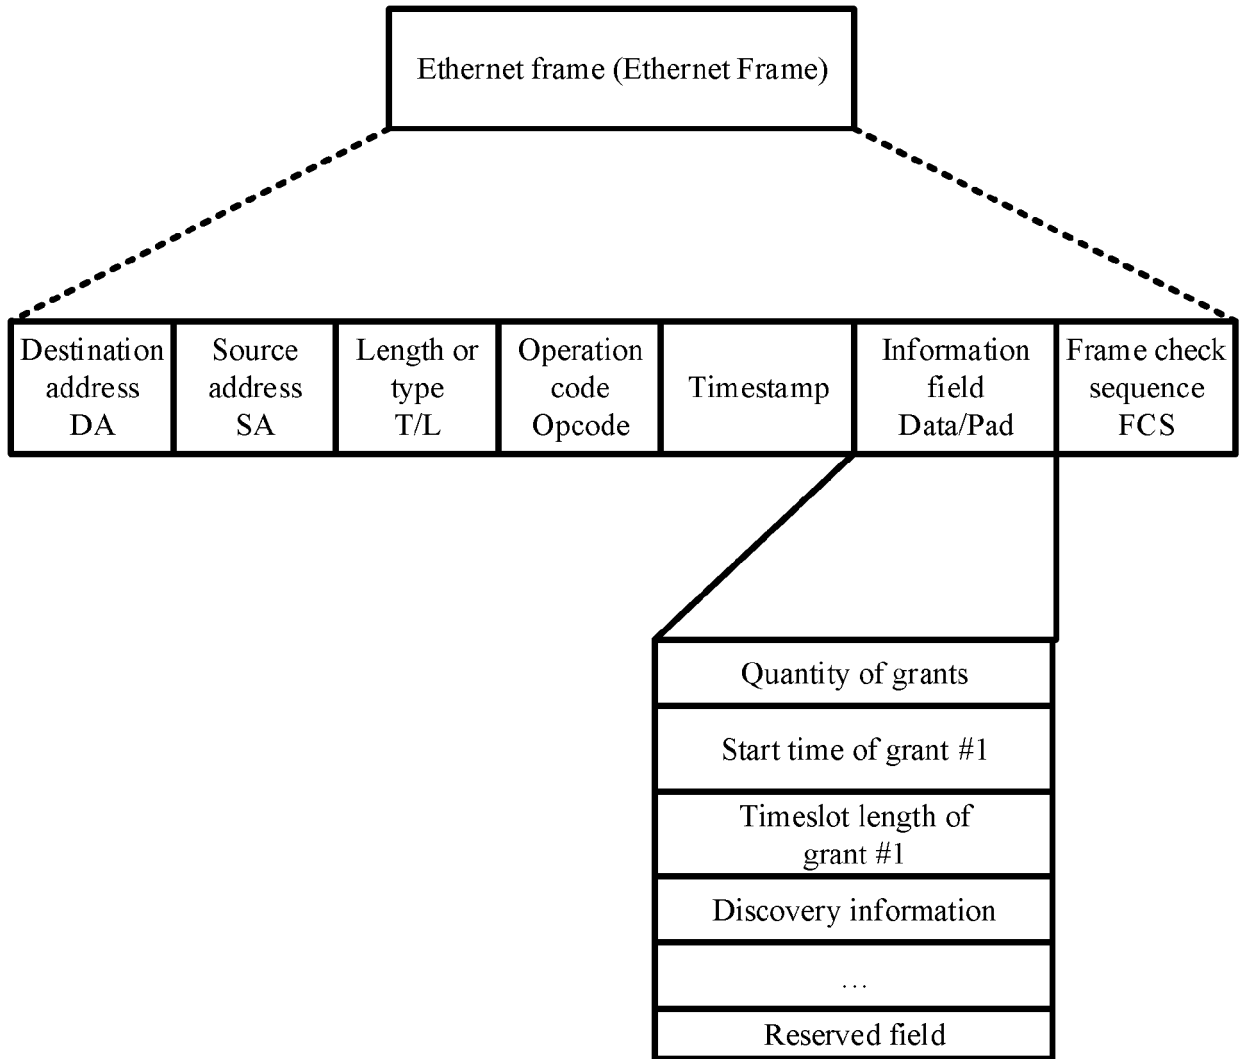 Ethernet frame (Ethernet Frame)
Destination
address
DA
Source
address
SA
Length or
type
T/L
Operation
code
Opcode
Timestamp
Information
field
Data/Pad
Frame check
sequence
FCS
Quantity of grants
Start time of grant #1
Timeslot length of
grant #1
Discovery information
...
Reserved field